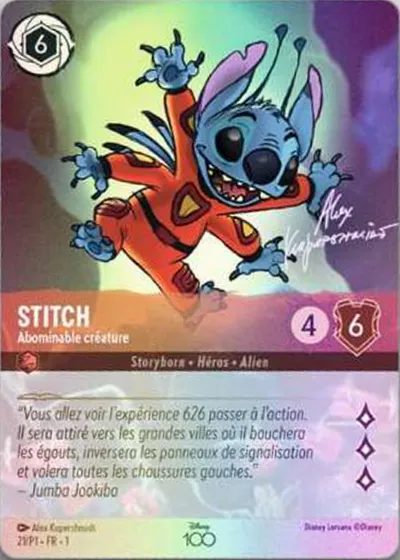 6
Alex
Kupershmidt
STITCH
Abominable créature
4
6
Storyborn • Héros • Alien
“Vous allez voir l'expérience 626 passer à l'action.
Il sera attiré vers les grandes villes où il bouchera
les égouts, inversera les panneaux de signalisation
et volera toutes les chaussures gauches.”
– Jumba Jookiba
Alex Kupershmidt
21/P1 • FR • 1
Disney
100
Disney Lorcana ©Disney